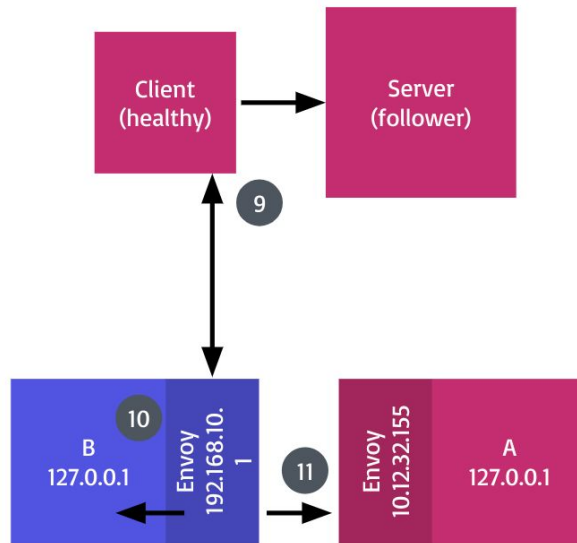 Client
(healthy)
Server
(follower)
9
10
B
127.0.0.1
Envoy
192.168.10.
1
11
Envoy
10.12.32.155
A
127.0.0.1